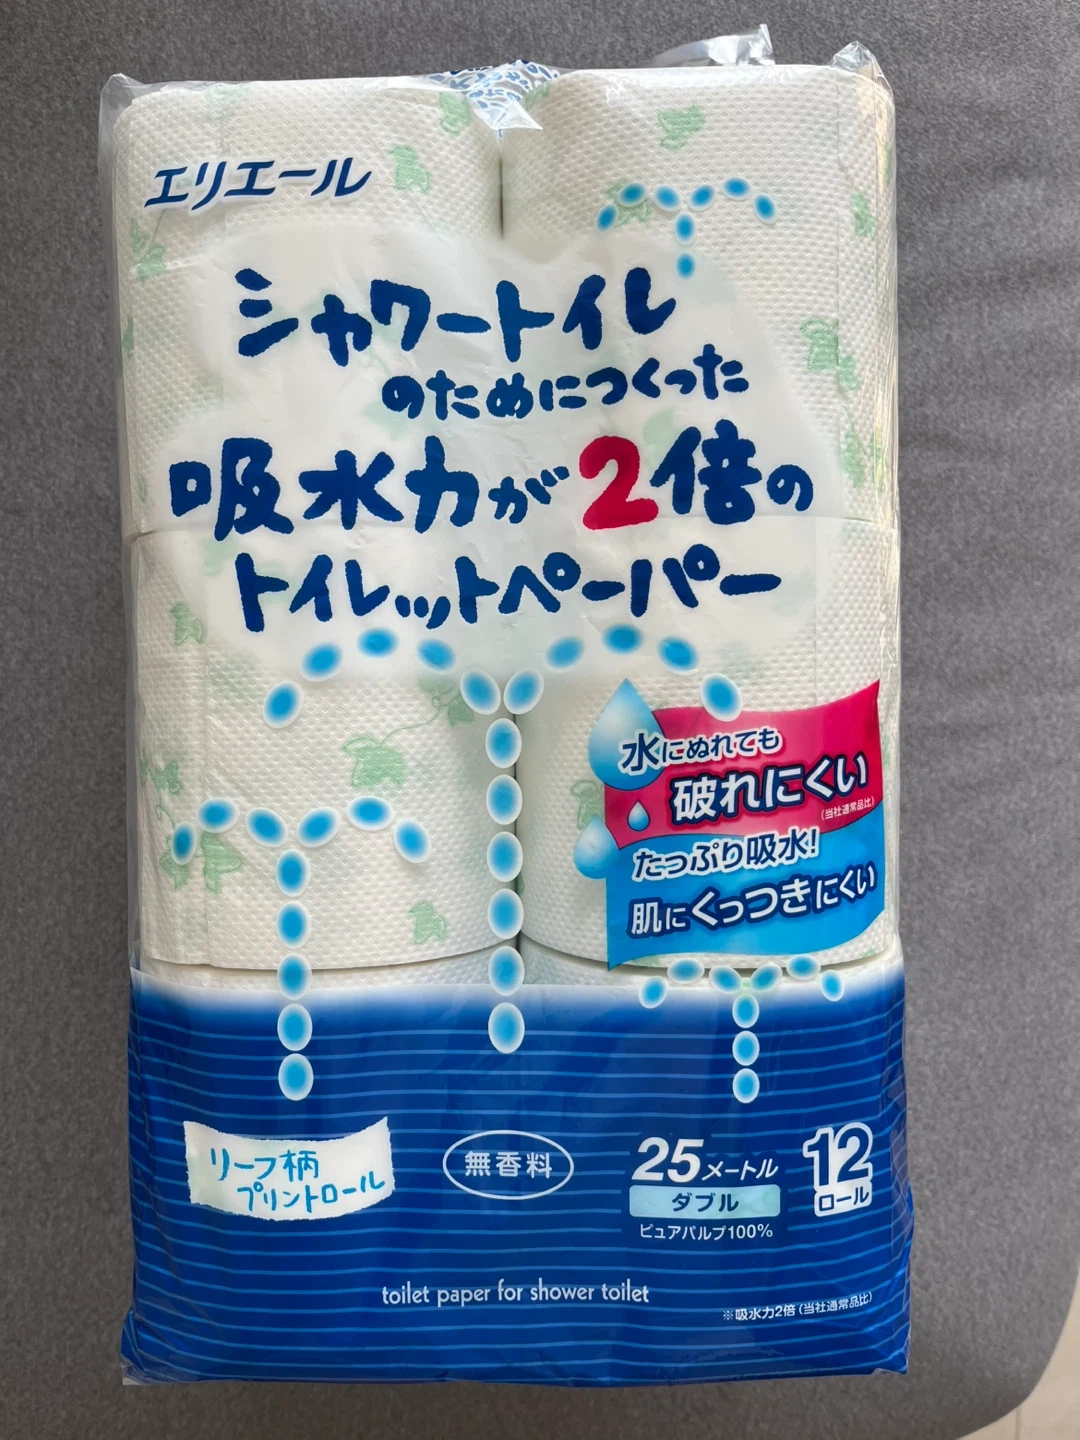 エリエール
シャワートイレ
のためにつくった
吸水力が2倍の
トイレットペーパー
水にぬれても
破れにくい
(当社通常品比)
たっぷり吸水!
肌にくっつきにくい
リーフ柄
プリントロール
無香料
25メートル
ダブル
ピュアパルプ100%
12
ロール
toilet paper for shower toilet
※吸水力2倍(当社通常品比)